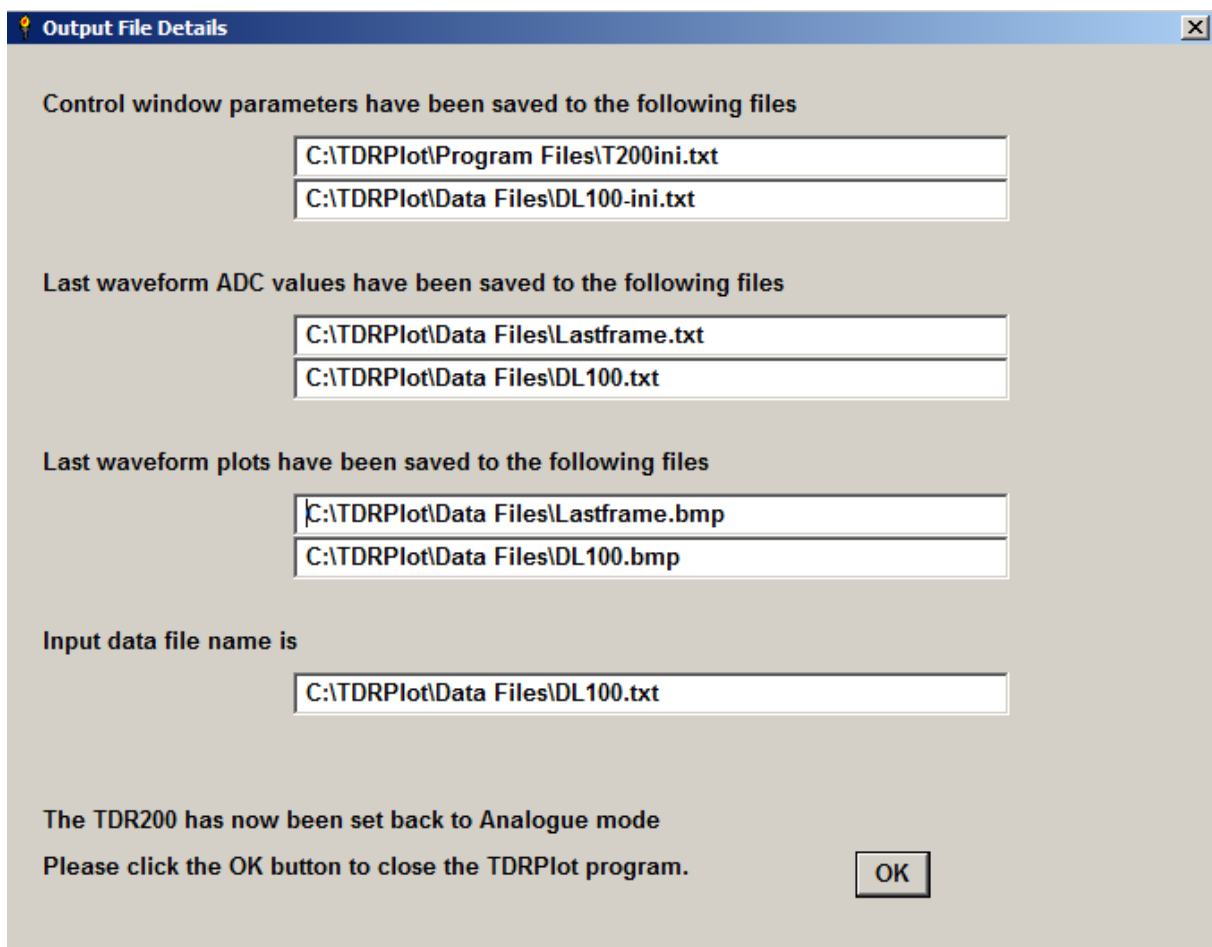 Output File Details
Control window parameters have been saved to the following files
C:\TDRPlot\Program Files\T200ini.txt
C:\TDRPlot\Data Files\DL100-ini.txt
Last waveform ADC values have been saved to the following files
C:\TDRPlot\Data Files\Lastframe.txt
C:\TDRPlot\Data Files\DL100.txt
Last waveform plots have been saved to the following files
C:\TDRPlot\Data Files\Lastframe.bmp
C:\TDRPlot\Data Files\DL100.bmp
Input data file name is
C:\TDRPlot\Data Files\DL100.txt
The TDR200 has now been set back to Analogue mode
Please click the OK button to close the TDRPlot program.
OK